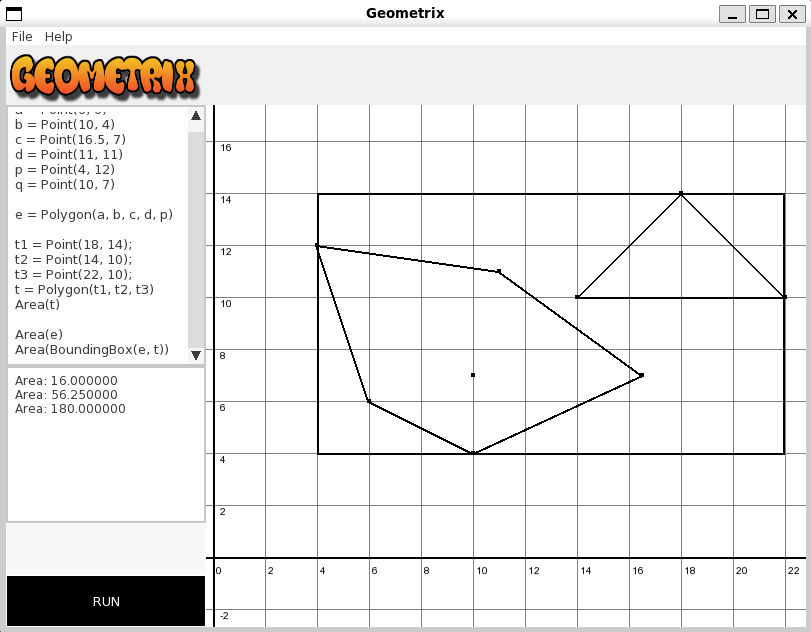 Geometrix
File Help
GEOMETRIX
b = Point(10, 4)
c = Point(16.5, 7)
d = Point(11, 11)
p = Point(4, 12)
q = Point(10, 7)
e = Polygon(a, b, c, d, p)
t1 = Point(18, 14);
t2 = Point(14, 10);
t3 = Point(22, 10);
t = Polygon(t1, t2, t3)
Area(t)
Area(e)
Area(BoundingBox(e, t))
Area: 16.000000
Area: 56.250000
Area: 180.000000
RUN
16
14
12
10
8
6
4
2
0 2 4 6 8 10 12 14 16 18 20 22
-2